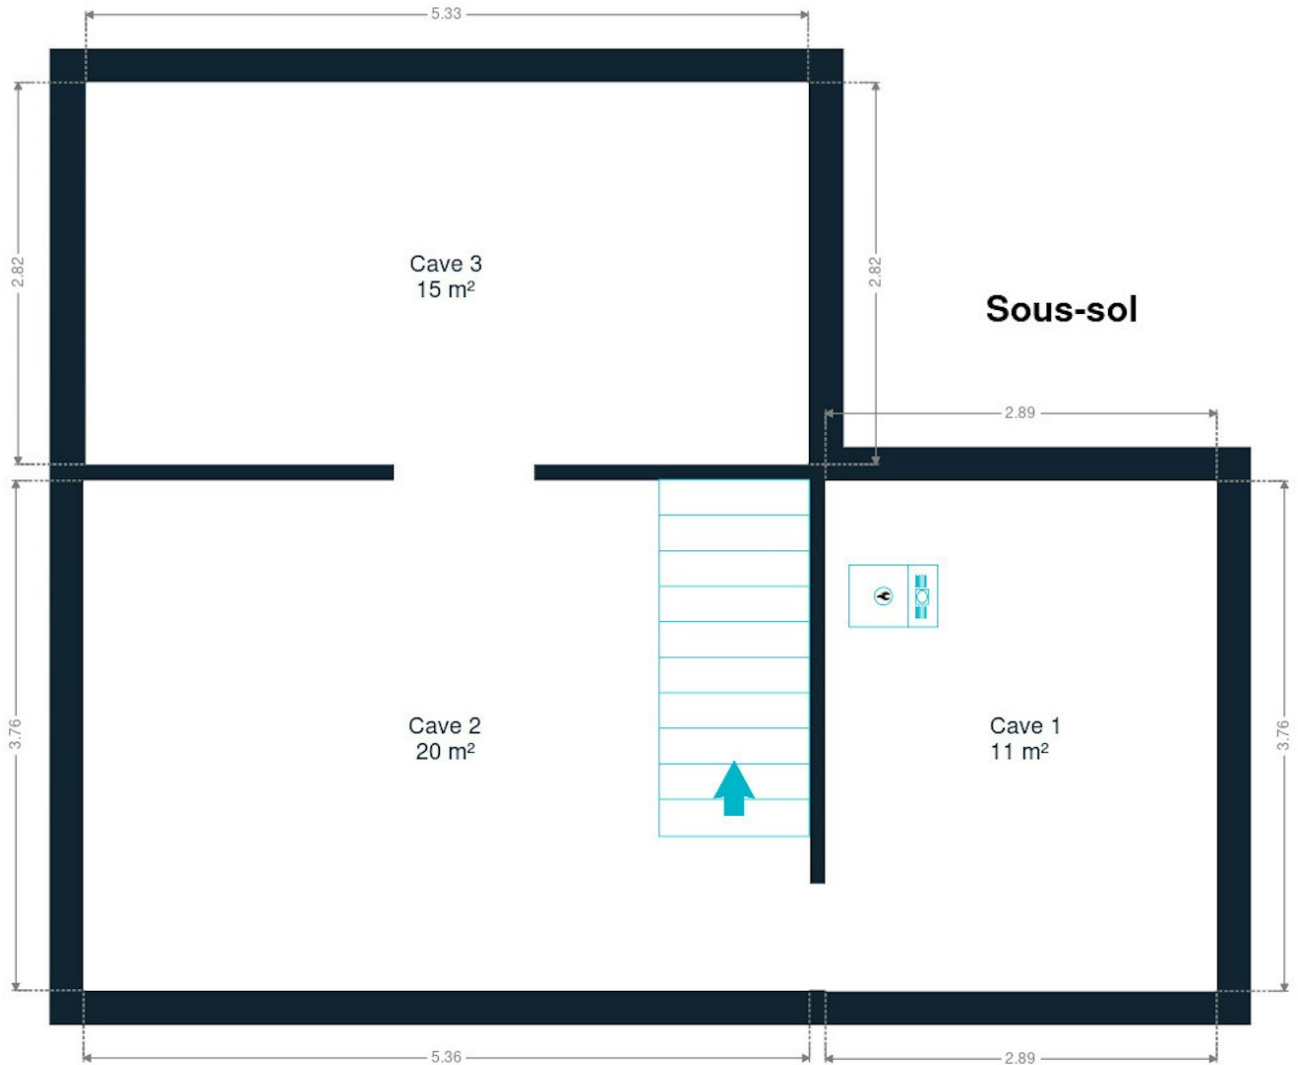 5.33
2.82
2.82
Cave 3
15 m²
Sous-sol
2.89
3.76
3.76
Cave 2
20 m²
Cave 1
11 m²
5.36
2.89